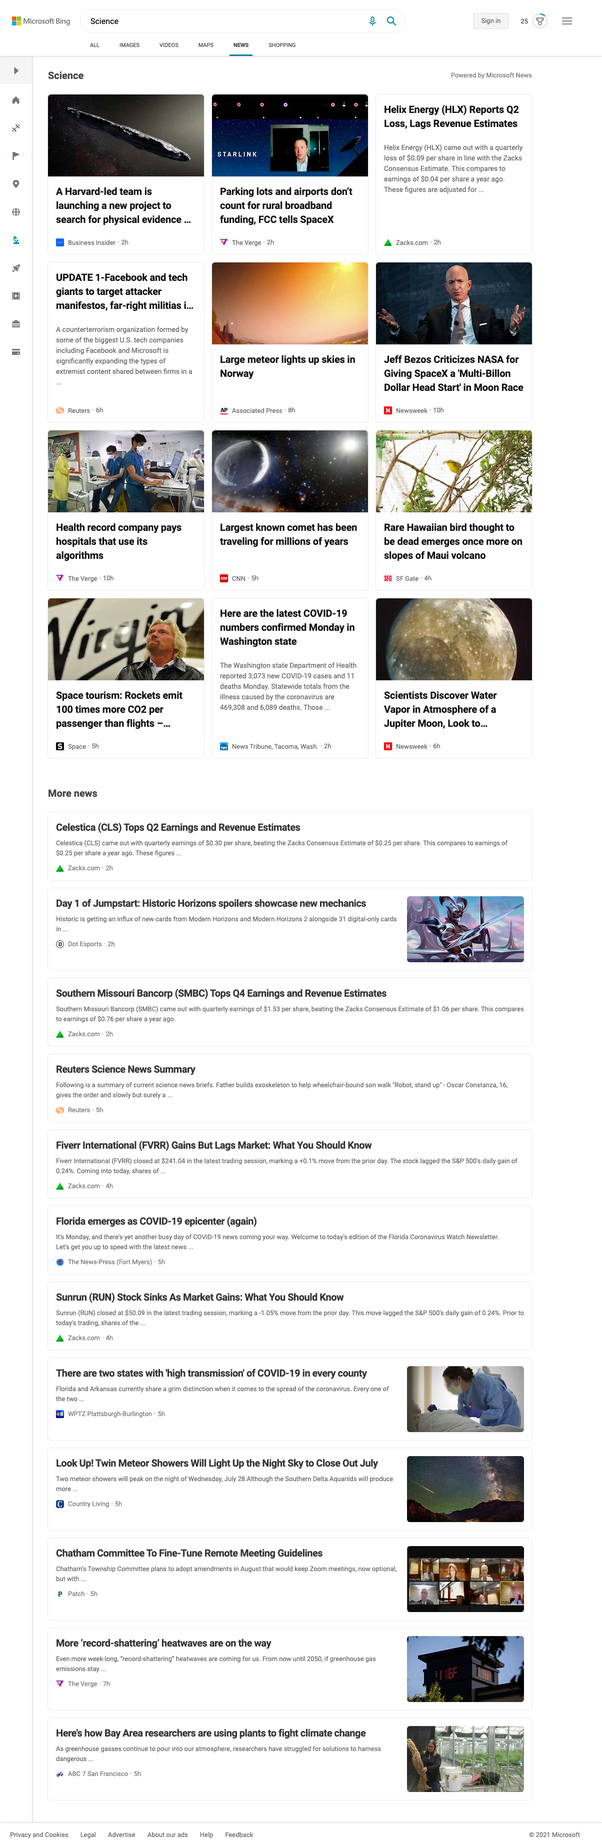 Microsoft Bing
Science
Sign in
25
ALL IMAGES VIDEOS MAPS NEWS SHOPPING
Science
Powered by Microsoft News
A Harvard-led team is
launching a new project to
search for physical evidence ...
Business Insider · 2h
STARLINK
Parking lots and airports don't
count for rural broadband
funding, FCC tells SpaceX
The Verge · 2h
Helix Energy (HLX) Reports Q2
Loss, Lags Revenue Estimates
Helix Energy (HLX) came out with a quarterly
loss of $0.09 per share in line with the Zacks
Consensus Estimate. This compares to
earnings of $0.04 per share a year ago.
These figures are adjusted for ...
Zacks.com · 2h
UPDATE 1-Facebook and tech
giants to target attacker
manifestos, far-right militias i...
A counterterrorism organization formed by
some of the biggest U.S. tech companies
including Facebook and Microsoft is
significantly expanding the types of
extremist content shared between firms in a
...
Reuters · 6h
Large meteor lights up skies in
Norway
AP
Associated Press · 8h
Jeff Bezos Criticizes NASA for
Giving SpaceX a 'Multi-Billon
Dollar Head Start' in Moon Race
N
Newsweek · 10h
Health record company pays
hospitals that use its
algorithms
The Verge · 10h
Largest known comet has been
traveling for millions of years
CNN · 5h
Rare Hawaiian bird thought to
be dead emerges once more on
slopes of Maui volcano
SF Gate · 4h
Virgin
Space tourism: Rockets emit
100 times more CO2 per
passenger than flights –...
S
Space · 5h
Here are the latest COVID-19
numbers confirmed Monday in
Washington state
The Washington state Department of Health
reported 3,073 new COVID-19 cases and 11
deaths Monday. Statewide totals from the
illness caused by the coronavirus are
469,308 and 6,089 deaths. Those ...
News Tribune, Tacoma, Wash. · 2h
Scientists Discover Water
Vapor in Atmosphere of a
Jupiter Moon, Look to...
N
Newsweek · 6h
More news
Celestica (CLS) Tops Q2 Earnings and Revenue Estimates
Celestica (CLS) came out with quarterly earnings of $0.30 per share, beating the Zacks Consensus Estimate of $0.25 per share. This compares to earnings of
$0.25 per share a year ago. These figures ...
Zacks.com · 2h
Day 1 of Jumpstart: Historic Horizons spoilers showcase new mechanics
Historic is getting an influx of new cards from Modern Horizons and Modern Horizons 2 alongside 31 digital-only cards
in ...
Dot Esports · 2h
Southern Missouri Bancorp (SMBC) Tops Q4 Earnings and Revenue Estimates
Southern Missouri Bancorp (SMBC) came out with quarterly earnings of $1.53 per share, beating the Zacks Consensus Estimate of $1.06 per share. This compares
to earnings of $0.76 per share a year ago.
Zacks.com · 2h
Reuters Science News Summary
Following is a summary of current science news briefs. Father builds exoskeleton to help wheelchair-bound son walk "Robot, stand up" - Oscar Constanza, 16,
gives the order and slowly but surely a ...
Reuters · 5h
Fiverr International (FVRR) Gains But Lags Market: What You Should Know
Fiverr International (FVRR) closed at $241.04 in the latest trading session, marking a +0.1% move from the prior day. The stock lagged the S&P 500's daily gain of
0.24%. Coming into today, shares of ...
Zacks.com · 4h
Florida emerges as COVID-19 epicenter (again)
It's Monday, and there's yet another busy day of COVID-19 news coming your way. Welcome to today's edition of the Florida Coronavirus Watch Newsletter.
Let's get you up to speed with the latest news ...
The News-Press (Fort Myers) · 5h
Sunrun (RUN) Stock Sinks As Market Gains: What You Should Know
Sunrun (RUN) closed at $50.09 in the latest trading session, marking a -1.05% move from the prior day. This move lagged the S&P 500's daily gain of 0.24%. Prior to
today's trading, shares of the ...
Zacks.com · 4h
There are two states with 'high transmission' of COVID-19 in every county
Florida and Arkansas currently share a grim distinction when it comes to the spread of the coronavirus. Every one of
the two ...
WPTZ Plattsburgh-Burlington · 5h
Look Up! Twin Meteor Showers Will Light Up the Night Sky to Close Out July
Two meteor showers will peak on the night of Wednesday, July 28.Although the Southern Delta Aquariids will produce
more ...
C
Country Living · 5h
Chatham Committee To Fine-Tune Remote Meeting Guidelines
Chatham's Township Committee plans to adopt amendments in August that would keep Zoom meetings, now optional,
but with ...
P
Patch · 5h
More 'record-shattering' heatwaves are on the way
Even more week-long, "record-shattering" heatwaves are coming for us. From now until 2050, if greenhouse gas
emissions stay ...
The Verge · 7h
Here's how Bay Area researchers are using plants to fight climate change
As greenhouse gasses continue to pour into our atmosphere, researchers have struggled for solutions to harness
dangerous ...
ABC 7 San Francisco · 5h
Privacy and Cookies Legal Advertise About our ads Help Feedback
© 2021 Microsoft